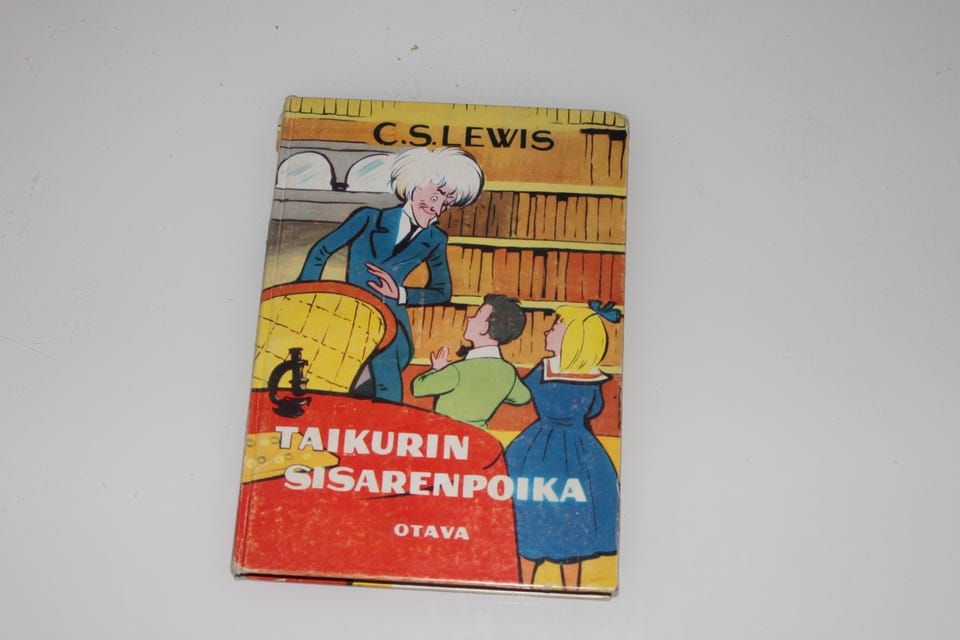 C.S. LEWIS
TAIKURIN
SISARENPOIKA
OTAVA